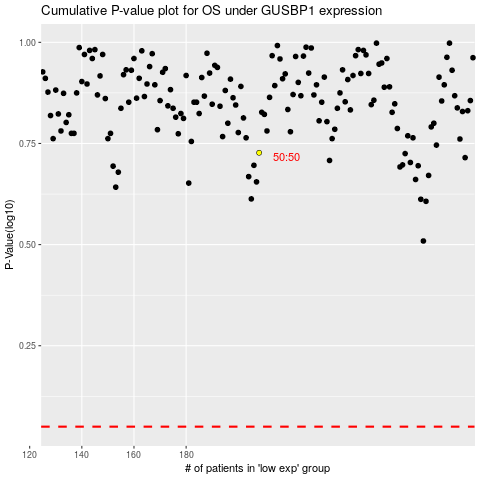 Cumulative P-value plot for OS under GUSBP1 expression
P-Value(log10)
1.00
0.75
0.50
0.25
50:50
120 140 160 180
# of patients in 'low exp' group